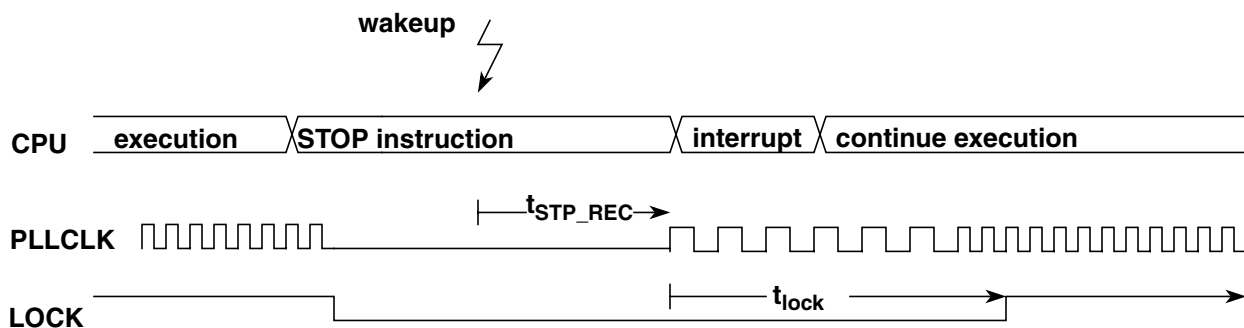 wakeup
CPU execution STOP instruction interrupt continue execution
tSTP_REC
PLLCLK
tlock
LOCK